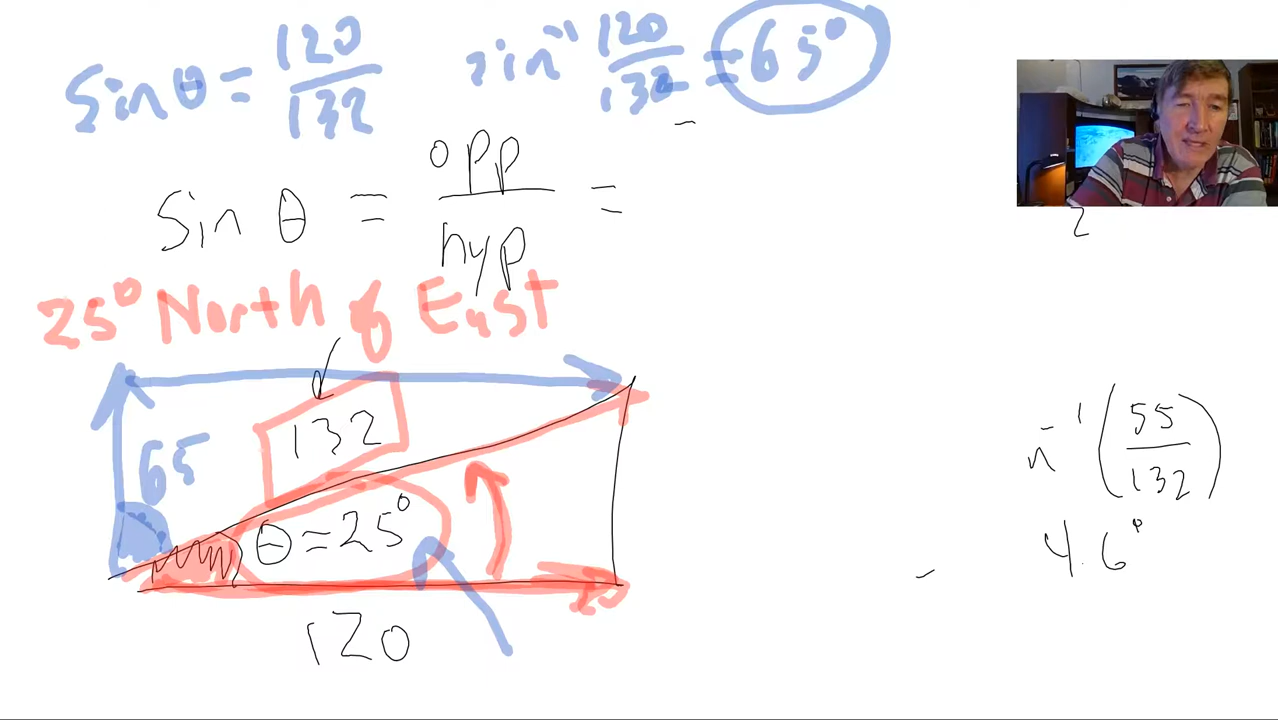 sin θ = 120/132
sin⁻¹ 120/132 = 65°
sin θ = opp/hyp =
2
25° North of East
132
65
θ = 25°
120
n⁻¹ (55/132)
4.6°